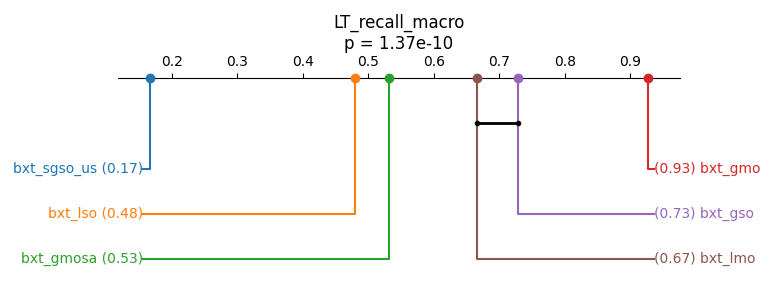 LT_recall_macro
p = 1.37e-10
0.2 0.3 0.4 0.5 0.6 0.7 0.8 0.9
bxt_sgso_us (0.17) (0.93) bxt_gmo
bxt_lso (0.48) (0.73) bxt_gso
bxt_gmosa (0.53) (0.67) bxt_lmo